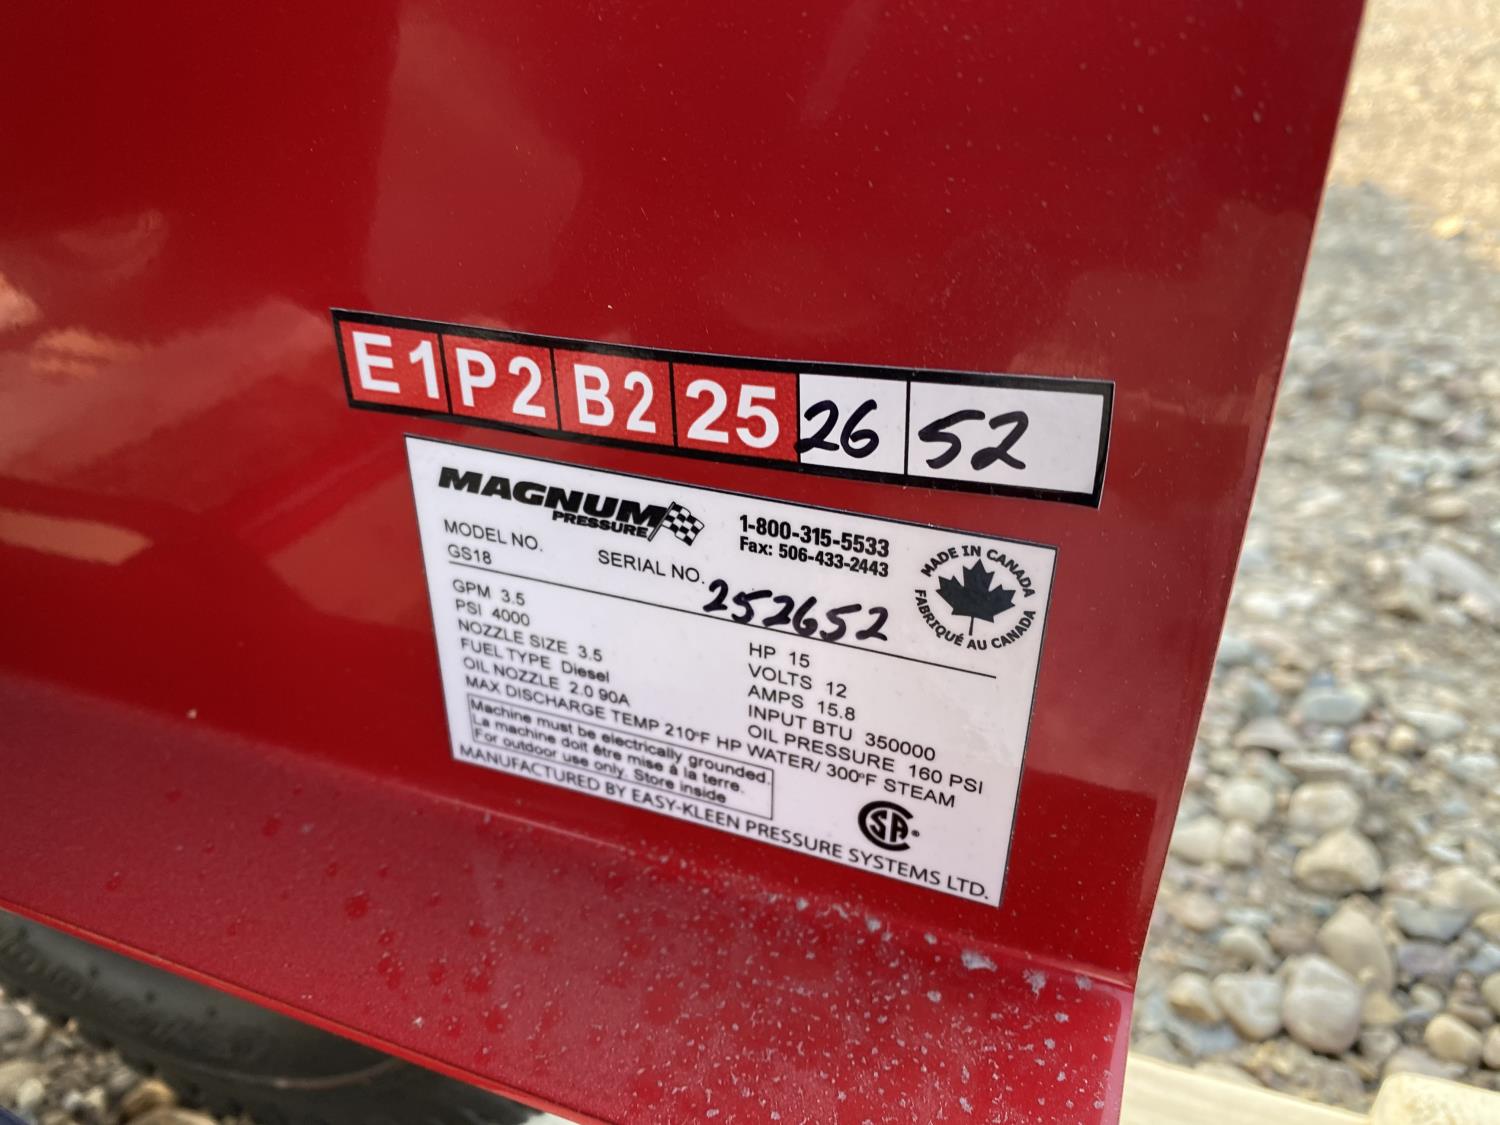 E1 P2 B2 25 26 52
MAGNUM
PRESSURE
1-800-315-5533
Fax: 506-433-2443
MADE IN CANADA
FABRIQUÉ AU CANADA
MODEL NO.
GS18
SERIAL NO. 252652
GPM 3.5
PSI 4000
NOZZLE SIZE 3.5
FUEL TYPE Diesel
OIL NOZZLE 2.0 90A
MAX DISCHARGE TEMP 210°F HP WATER/ 300°F STEAM
HP 15
VOLTS 12
AMPS 15.8
INPUT BTU 350000
OIL PRESSURE 160 PSI
Machine must be electrically grounded.
La machine doit être mise à la terre.
For outdoor use only. Store inside
SA
MANUFACTURED BY EASY-KLEEN PRESSURE SYSTEMS LTD.